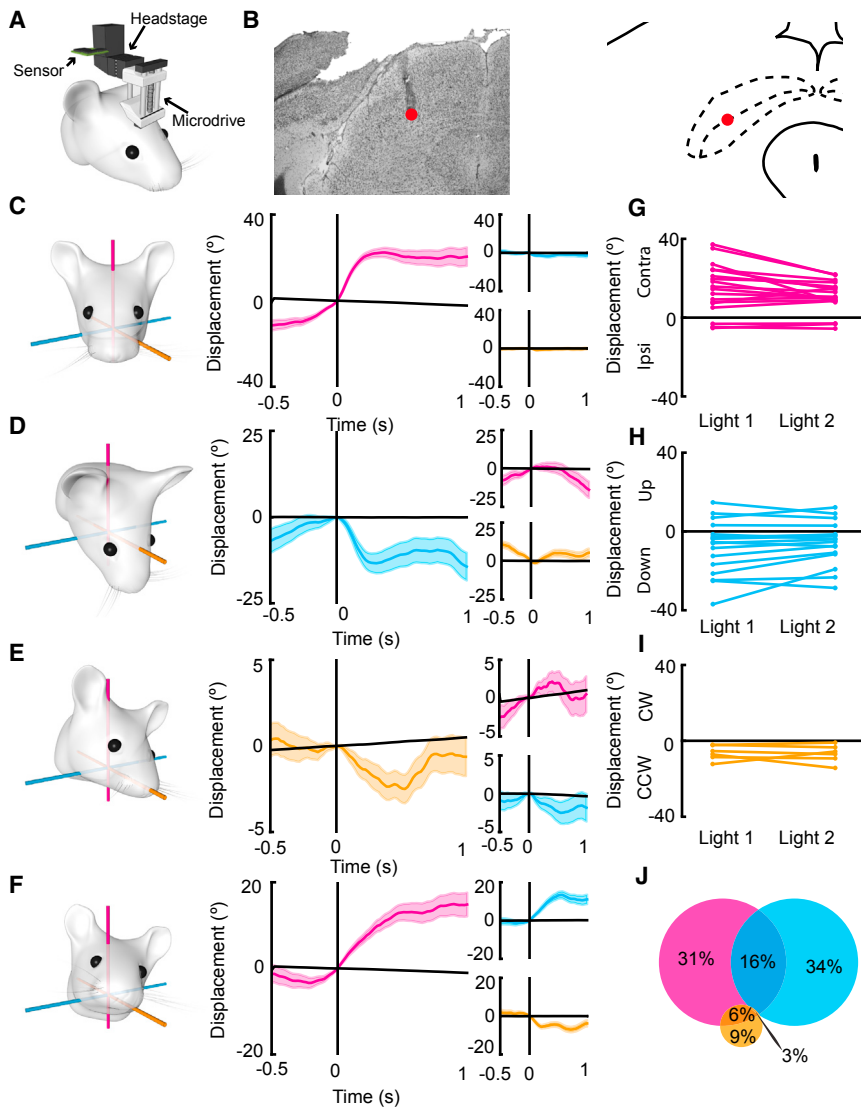 A
Headstage
Sensor
Microdrive
B
C
Displacement (º)
40
0
-40
-0.5
0
1
Time (s)
40
0
-40
40
0
-40
-0.5
0
1
D
Displacement (º)
25
0
-25
-0.5
0
1
Time (s)
25
0
-25
25
0
25
-0.5
0
1
E
Displacement (º)
5
0
-5
-0.5
0
1
Time (s)
5
0
5
5
0
5
-0.5
0
1
F
Displacement (º)
20
0
-20
-0.5
0
1
Time (s)
20
0
20
20
0
20
-0.5
0
1
G
Displacement (º)
Ipsi Contra
40
0
-40
Light 1 Light 2
H
Displacement (º)
Down Up
40
0
-40
Light 1 Light 2
I
Displacement (º)
CCW CW
40
0
-40
Light 1 Light 2
J
31%
16%
34%
6%
9%
3%